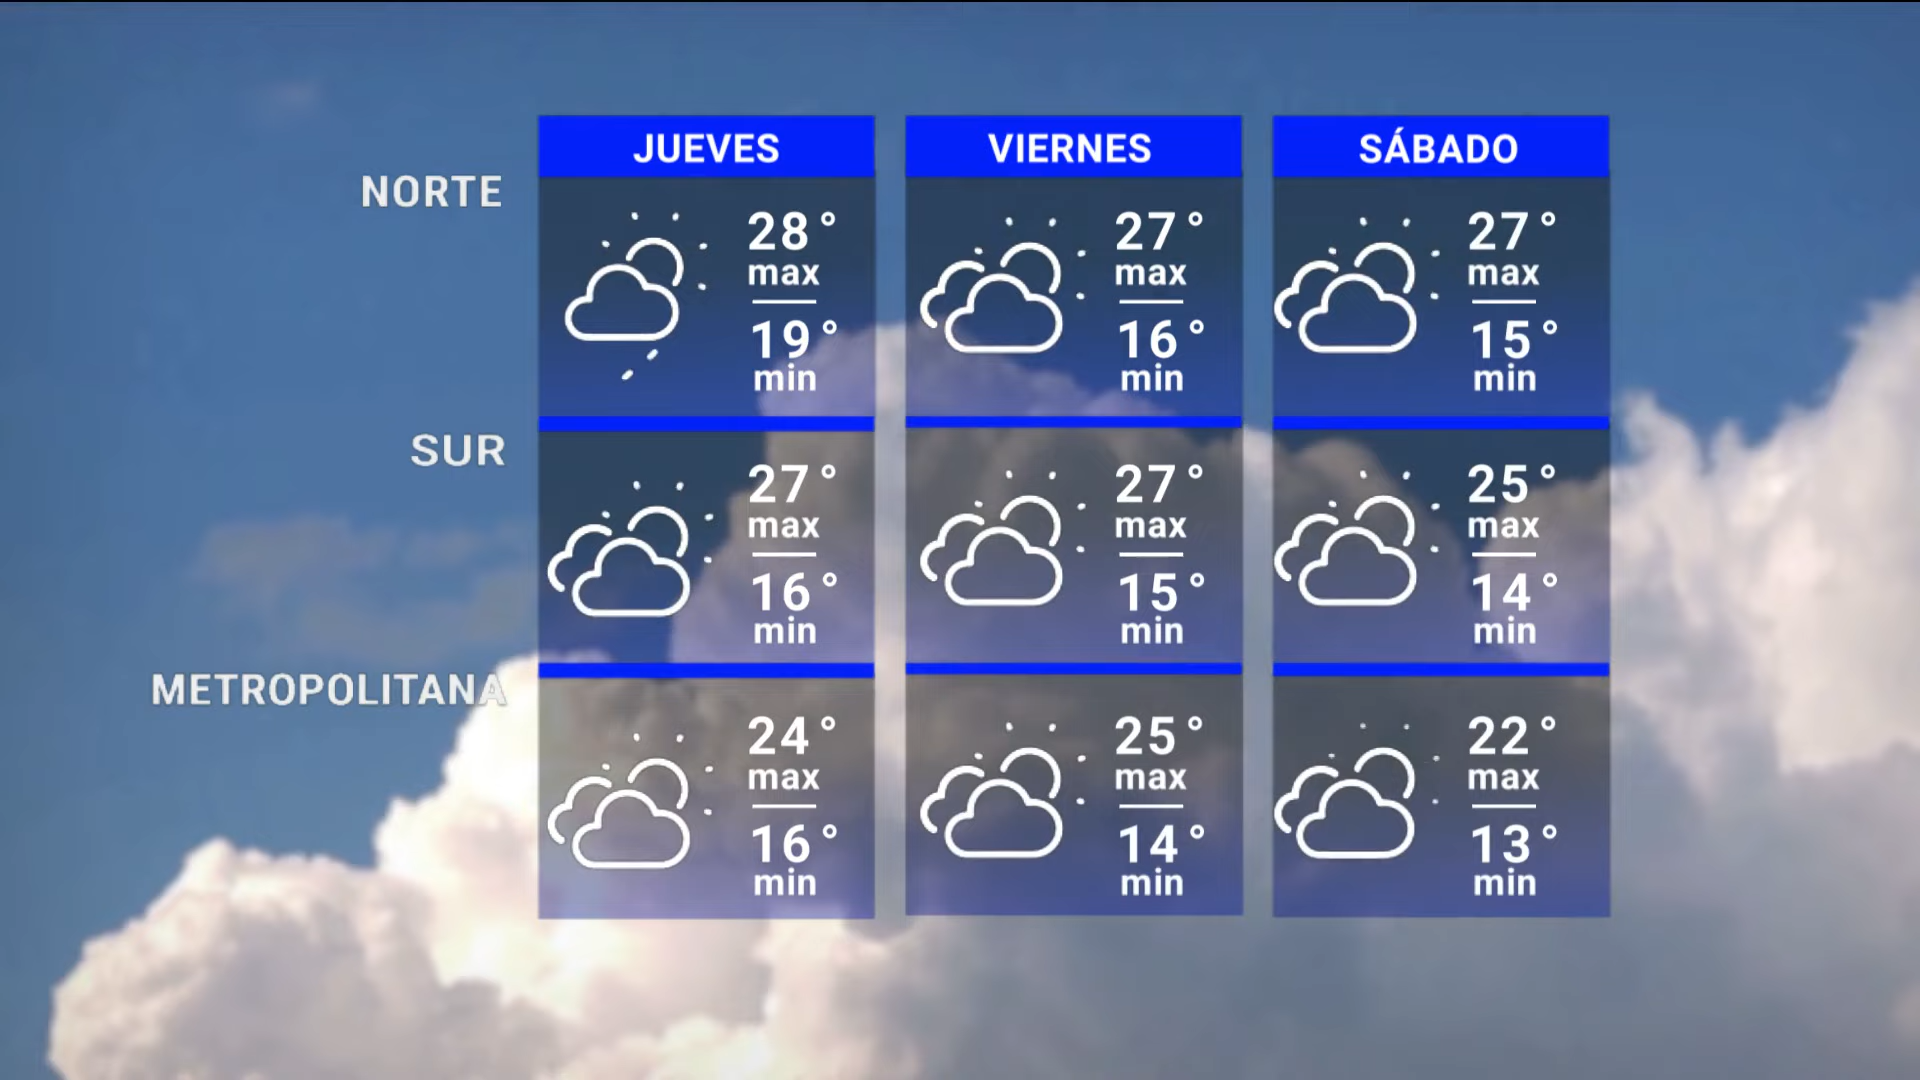 JUEVES
VIERNES
SÁBADO
NORTE
28°
max
19°
min
27°
max
16°
min
27°
max
15°
min
SUR
27°
max
16°
min
27°
max
15°
min
25°
max
14°
min
METROPOLITANA
24°
max
16°
min
25°
max
14°
min
22°
max
13°
min